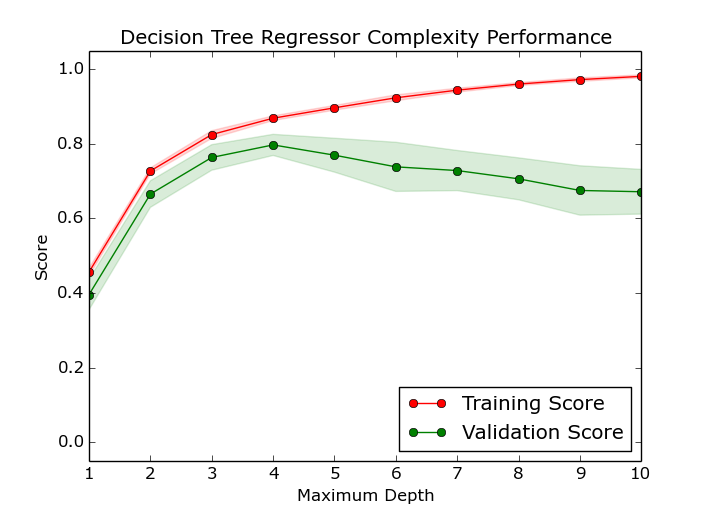 Decision Tree Regressor Complexity Performance
1.0
0.8
0.6
0.4
0.2
0.0
Score
Training Score
Validation Score
1 2 3 4 5 6 7 8 9 10
Maximum Depth